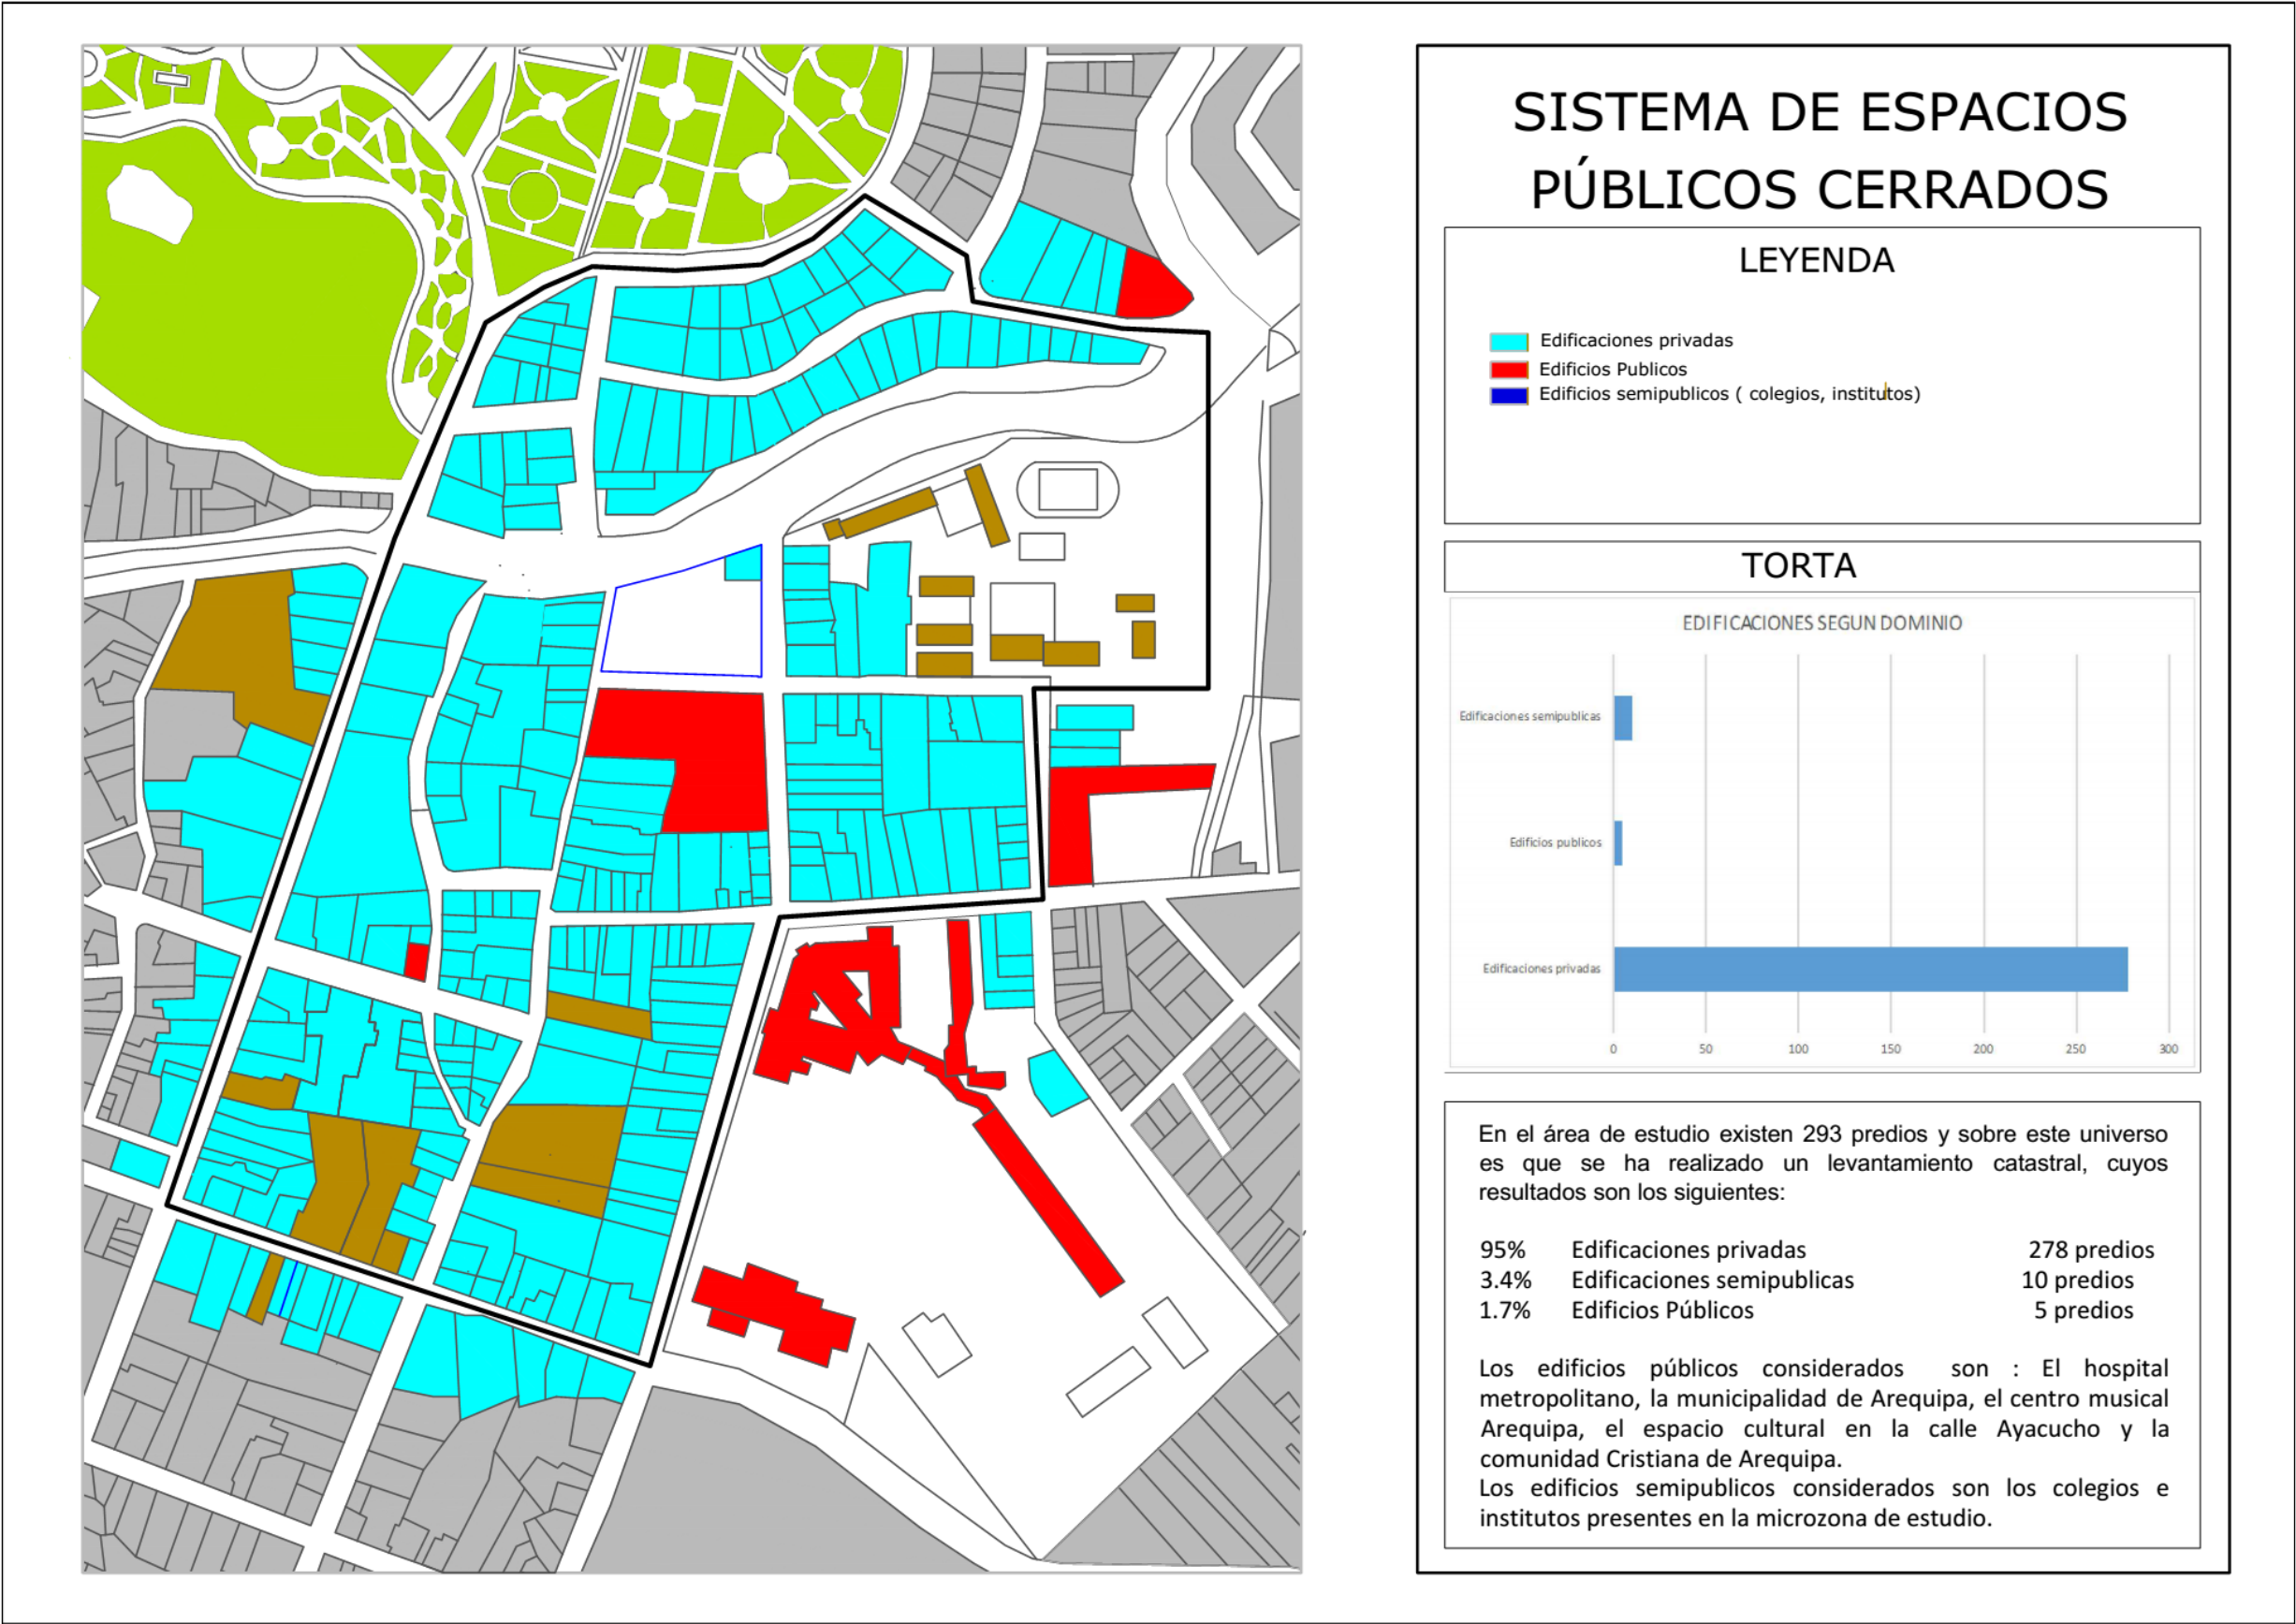 SISTEMA DE ESPACIOS
PÚBLICOS CERRADOS
LEYENDA
Edificaciones privadas
Edificios Publicos
Edificios semipublicos ( colegios, institutos)
TORTA
EDIFICACIONES SEGUN DOMINIO
Edificaciones semipublicas
Edificios publicos
Edificaciones privadas
0 50 100 150 200 250 300
En el área de estudio existen 293 predios y sobre este universo
es que se ha realizado un levantamiento catastral, cuyos
resultados son los siguientes:
95% Edificaciones privadas 278 predios
3.4% Edificaciones semipublicas 10 predios
1.7% Edificios Públicos 5 predios
Los edificios públicos considerados son : El hospital
metropolitano, la municipalidad de Arequipa, el centro musical
Arequipa, el espacio cultural en la calle Ayacucho y la
comunidad Cristiana de Arequipa.
Los edificios semipublicos considerados son los colegios e
institutos presentes en la microzona de estudio.